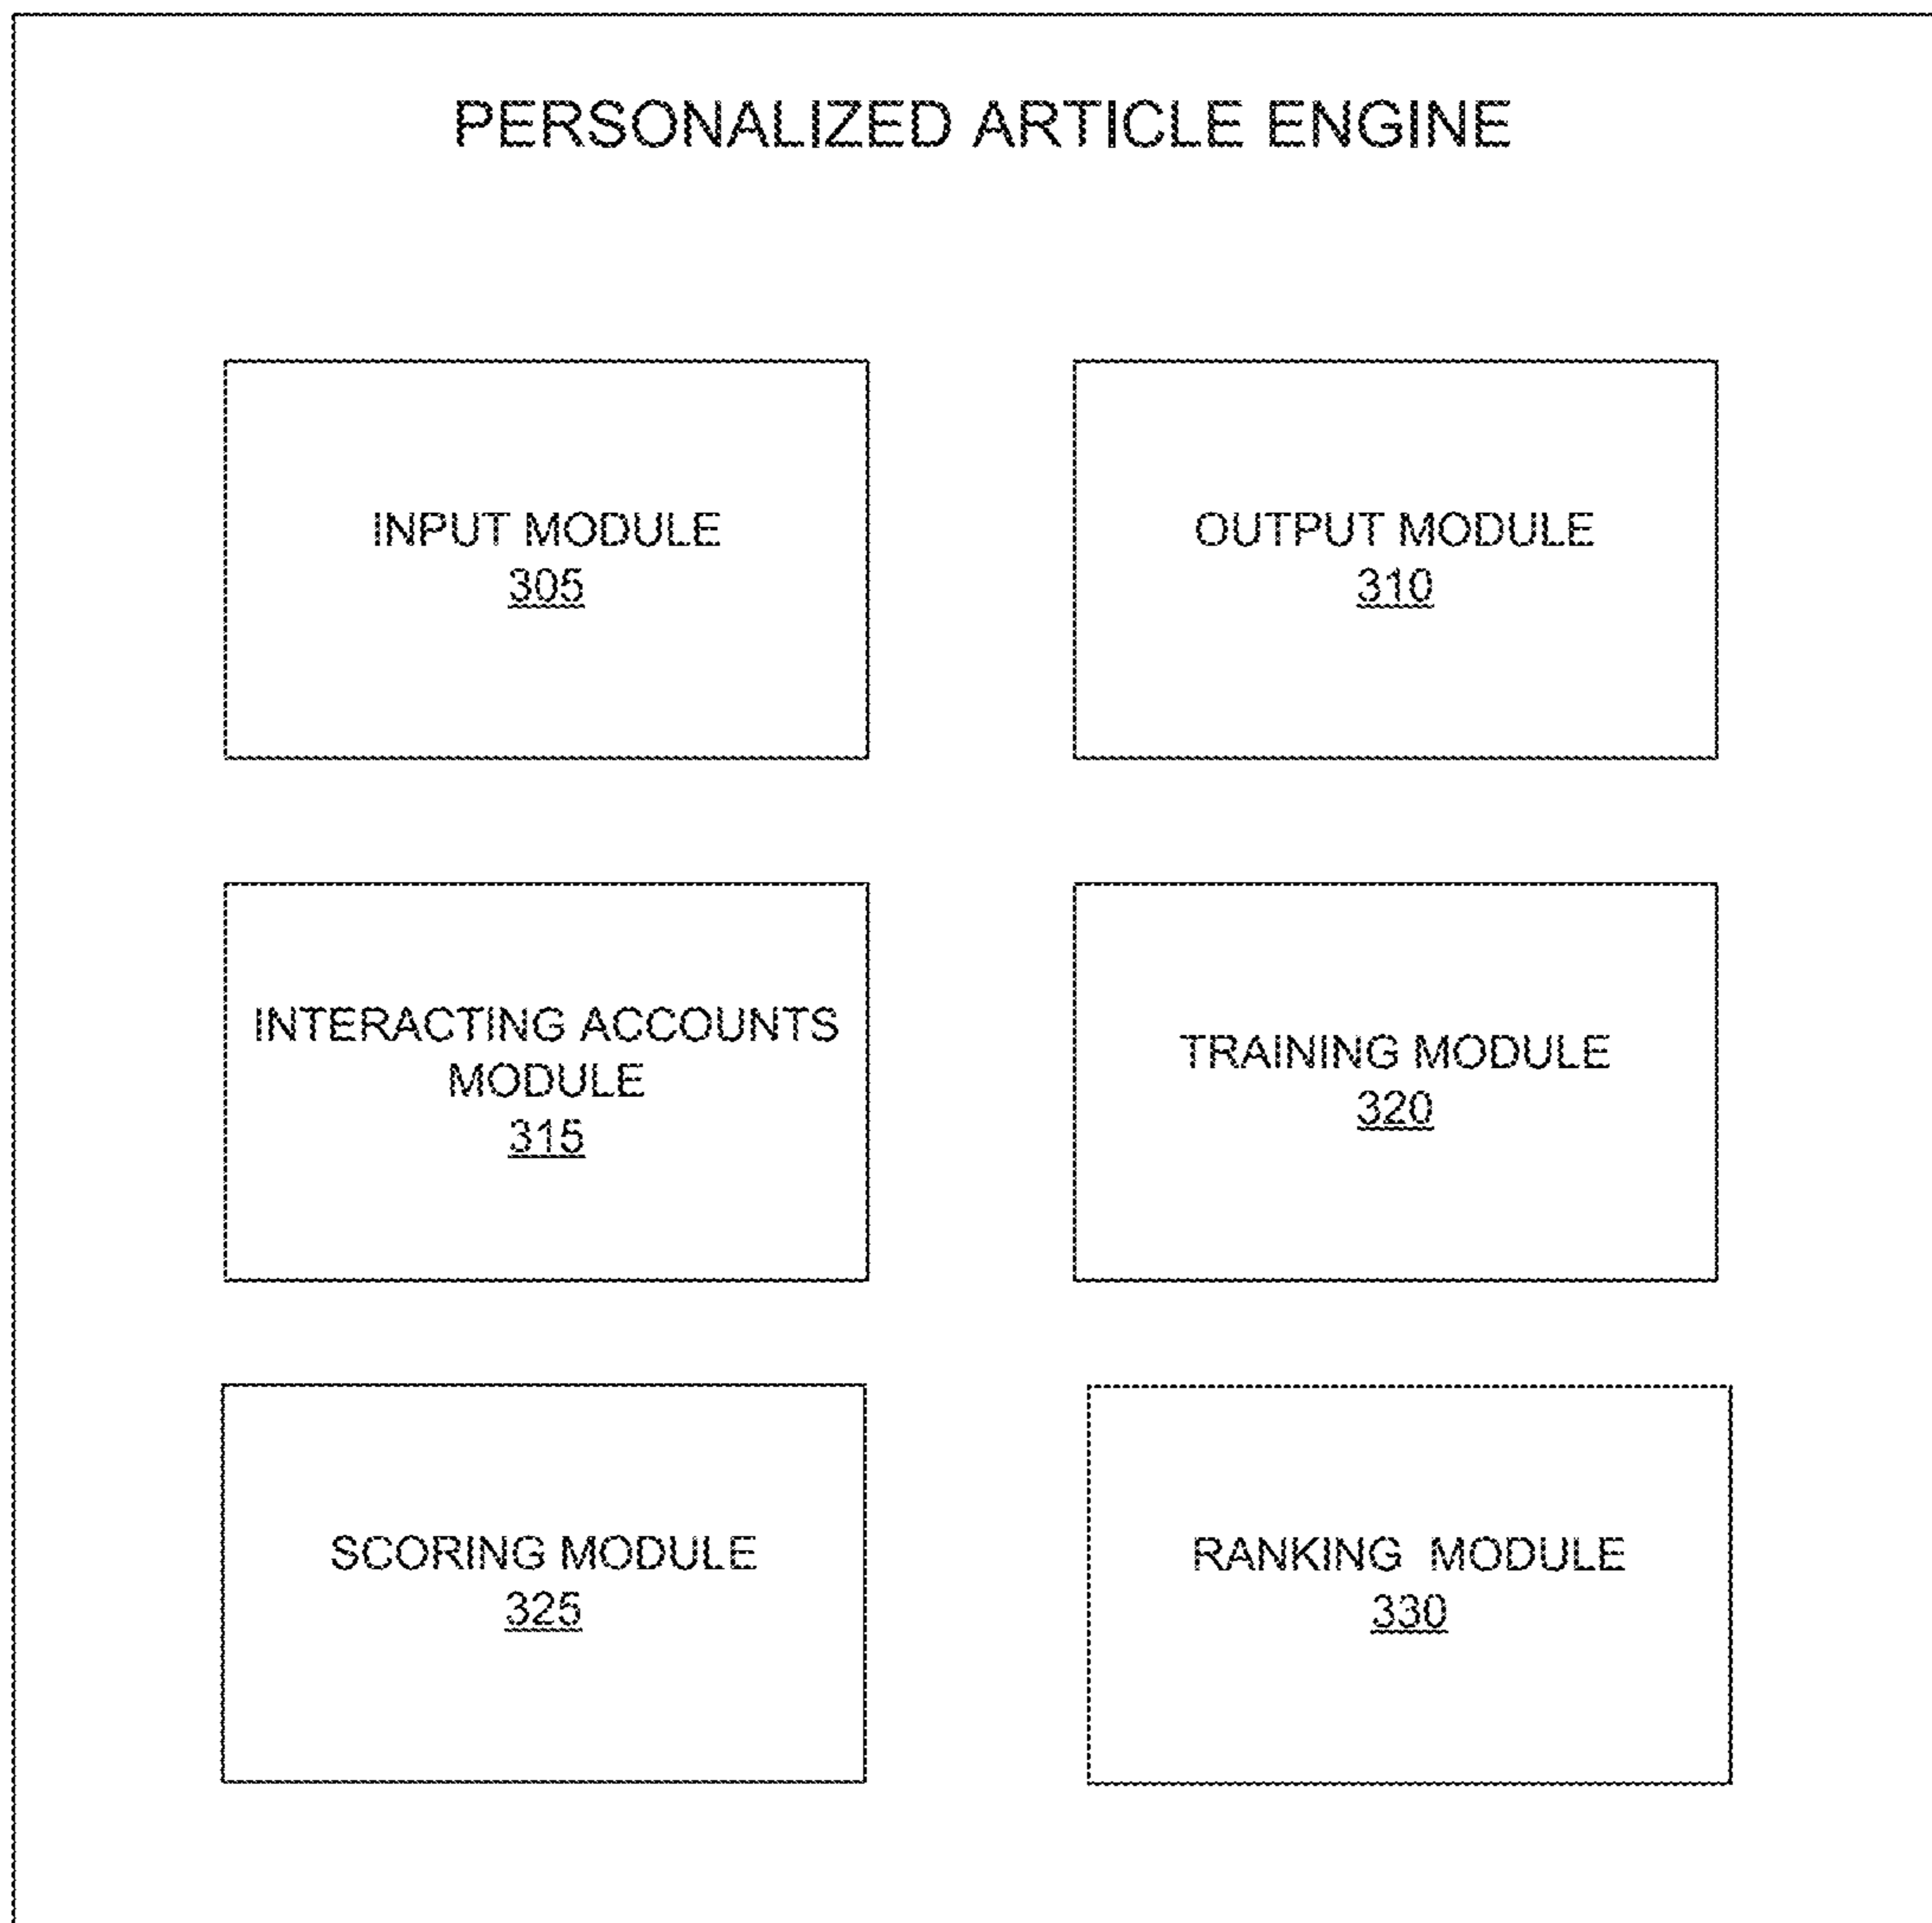 PERSONALIZED ARTICLE ENGINE
INPUT MODULE
305
OUTPUT MODULE
310
INTERACTING ACCOUNTS
MODULE
315
TRAINING MODULE
320
SCORING MODULE
325
RANKING MODULE
330